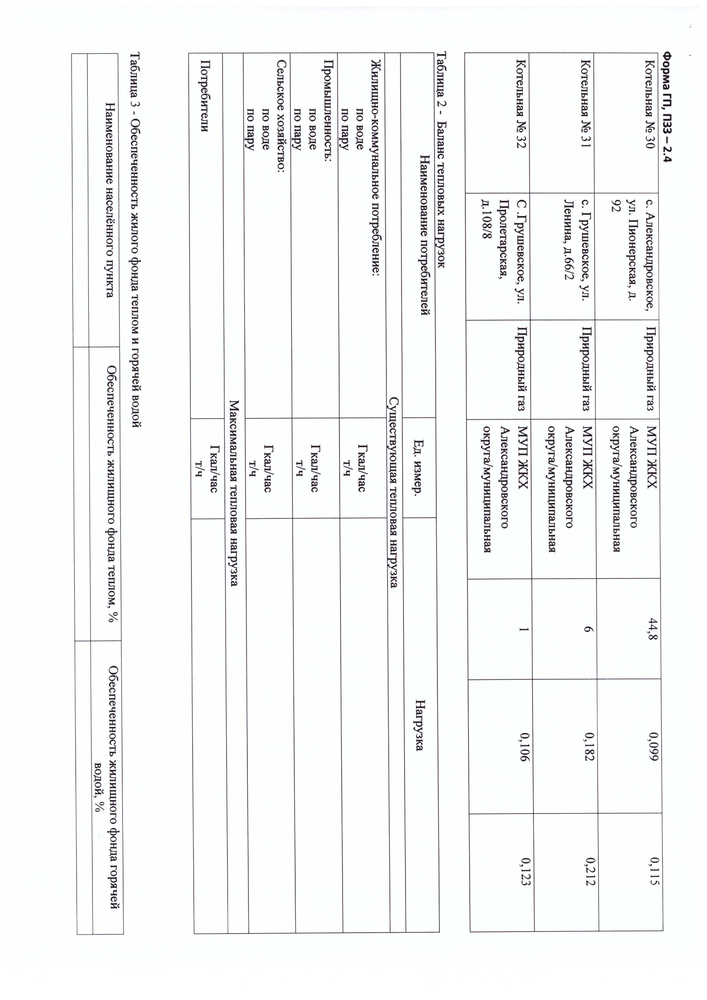 Форма ГП, ПЗЗ – 2.4
Котельная № 30
с. Александровское,
ул. Пионерская, д.
92
Природный газ
МУП ЖКХ
Александровского
округа/муниципальная
44,8
0,099
0,115
Котельная № 31
с. Грушевское, ул.
Ленина, д.66/2
Природный газ
МУП ЖКХ
Александровского
округа/муниципальная
6
0,182
0,212
Котельная № 32
С .Грушевское, ул.
Пролетарская,
д.108/8
Природный газ
МУП ЖКХ
Александровского
округа/муниципальная
1
0,106
0,123
Таблица 2 - Баланс тепловых нагрузок
Наименование потребителей
Ед. измер.
Нагрузка
Существующая тепловая нагрузка
Жилищно-коммунальное потребление:
по воде
по пару
Гкал/час
т/ч
Промышленность:
по воде
по пару
Гкал/час
т/ч
Сельское хозяйство:
по воде
по пару
Гкал/час
т/ч
Максимальная тепловая нагрузка
Потребители
Гкал/час
т/ч
Таблица 3 - Обеспеченность жилого фонда теплом и горячей водой
Наименование населённого пункта
Обеспеченность жилищного фонда теплом, %
Обеспеченность жилищного фонда горячей
водой, %